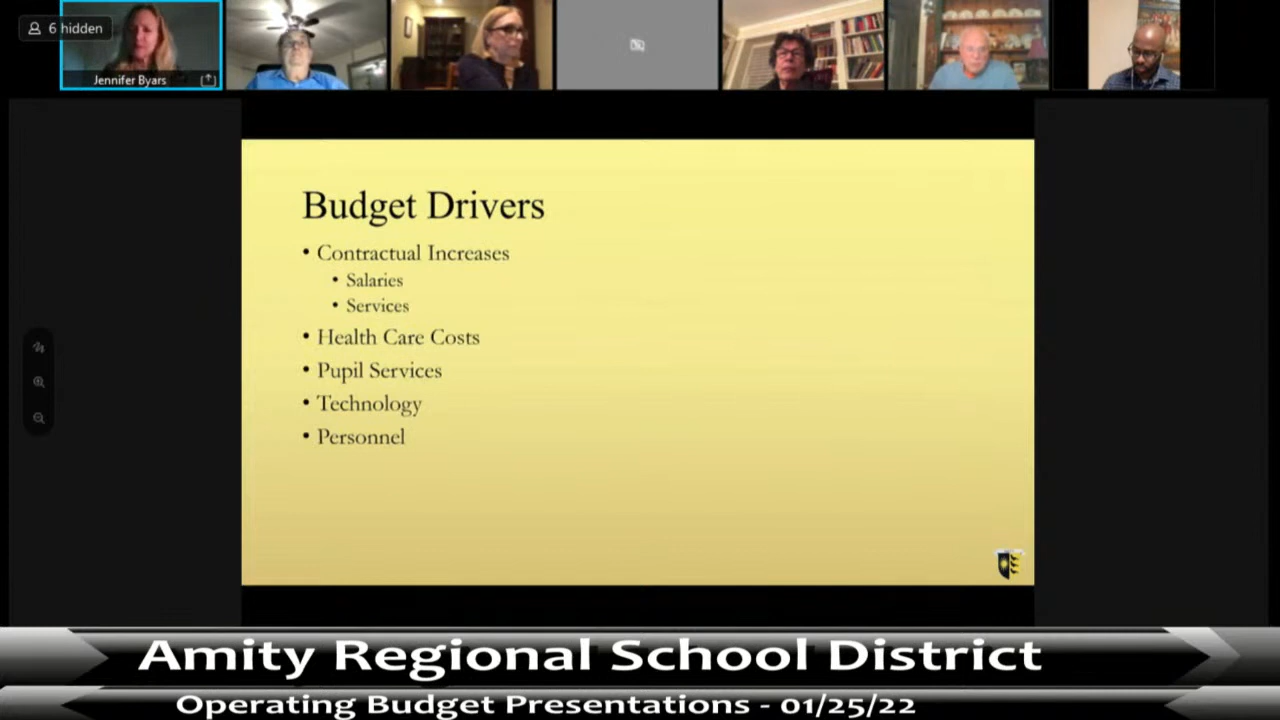 6 hidden
Jennifer Byars
Budget Drivers
• Contractual Increases
• Salaries
• Services
• Health Care Costs
• Pupil Services
• Technology
• Personnel
Amity Regional School District
Operating Budget Presentations - 01/25/22